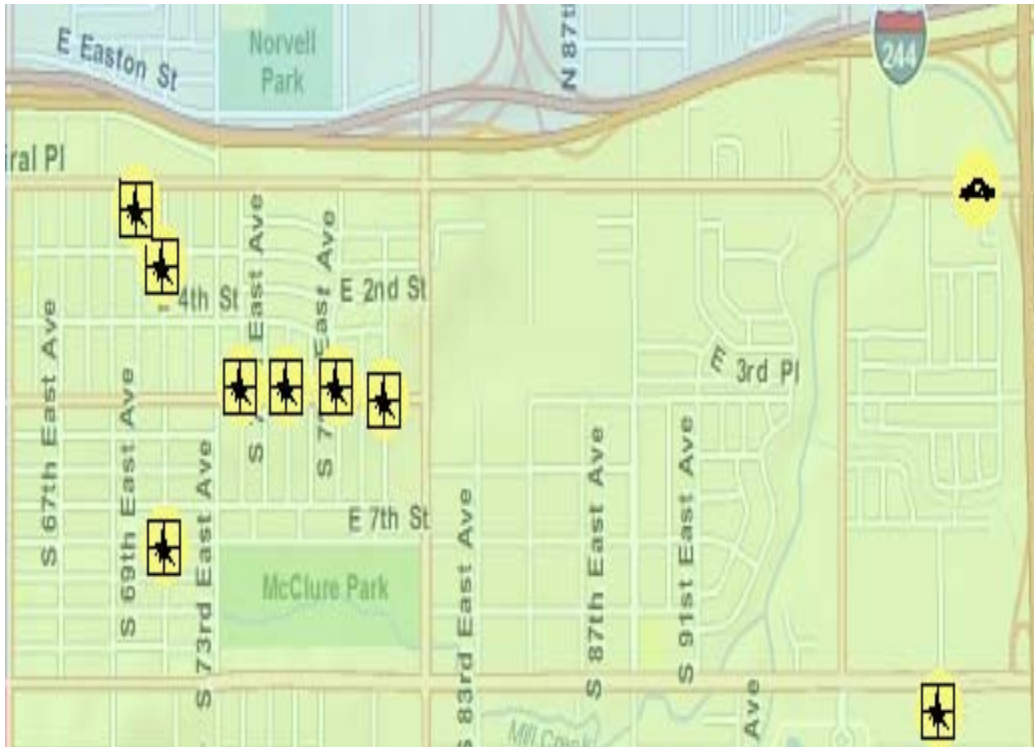 E Easton St
Norvell
Park
N 87th
244
iral Pl
S 67th East Ave
S 69th East Ave
4th St
East Ave
East Ave
E 2nd St
E 3rd Pl
S 73rd East Ave
E 7th St
McClure Park
S 83rd East Ave
S 87th East Ave
S 91st East Ave
Ave
Mill Creek